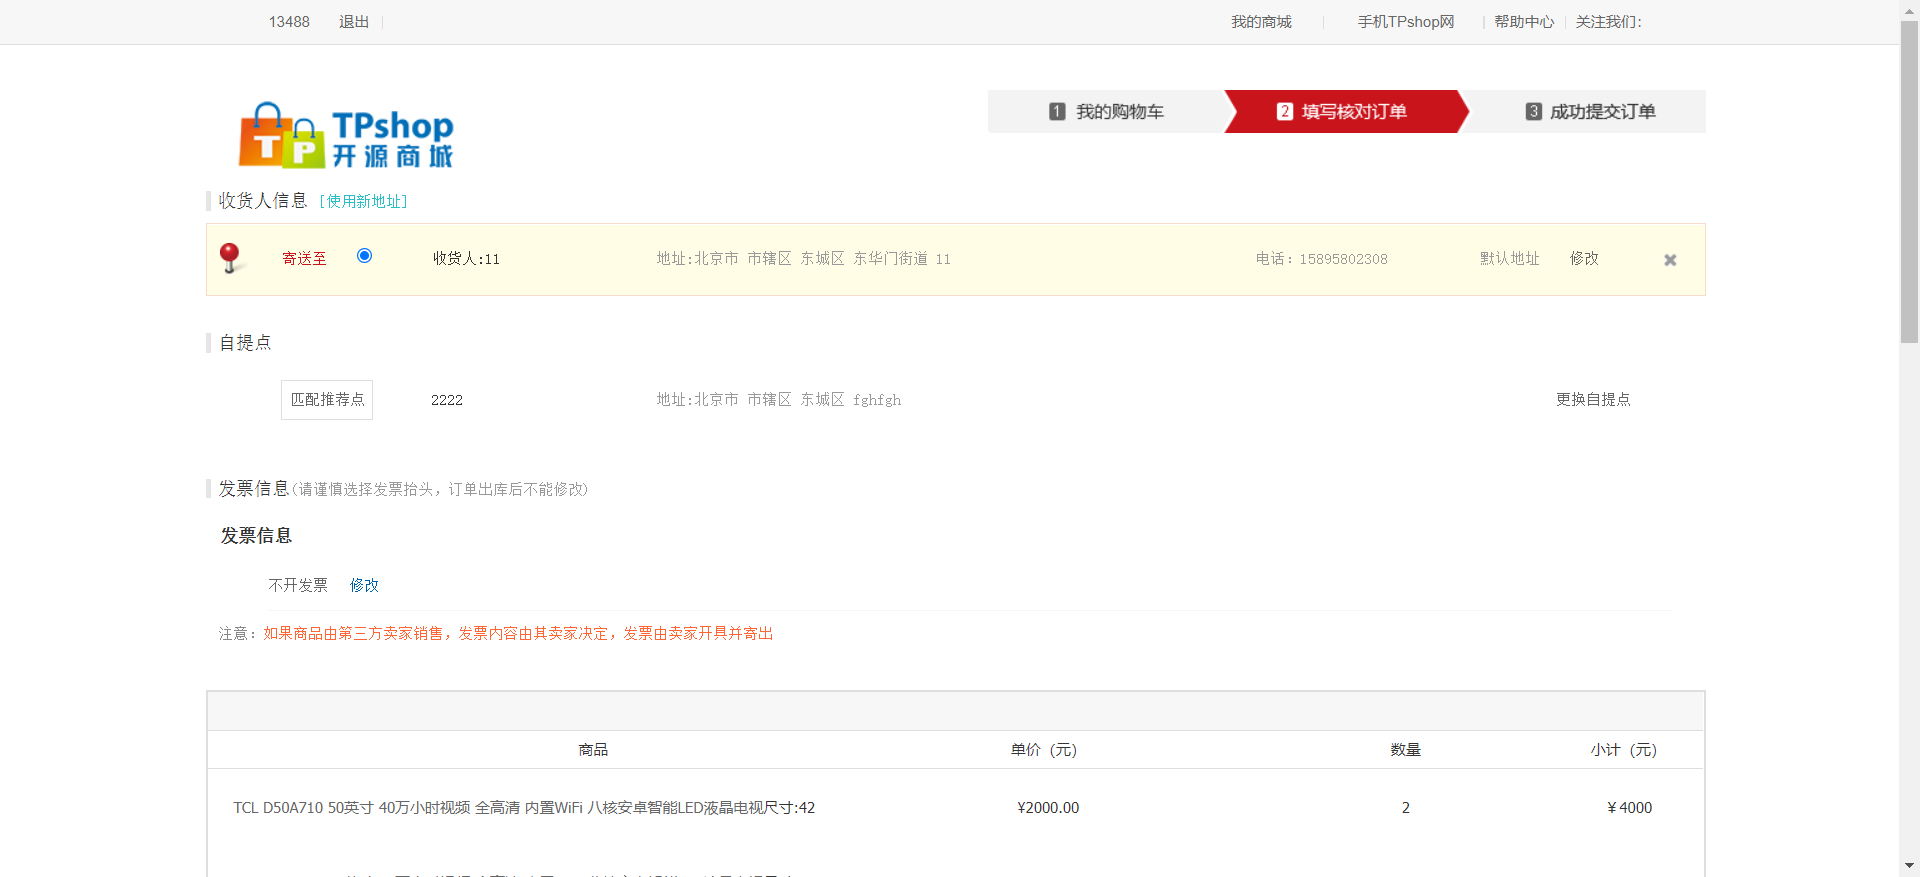 13488 退出 我的商城 手机TPshop网 帮助中心 关注我们:
TPshop
开源商城
1 我的购物车 2 填写核对订单 3 成功提交订单
收货人信息 [使用新地址]
寄送至 收货人:11 地址:北京市 市辖区 东城区 东华门街道 11 电话：15895802308 默认地址 修改
自提点
匹配推荐点 2222 地址:北京市 市辖区 东城区 fghfgh 更换自提点
发票信息(请谨慎选择发票抬头，订单出库后不能修改)
发票信息
不开发票 修改
注意：如果商品由第三方卖家销售，发票内容由其卖家决定，发票由卖家开具并寄出
商品 单价（元） 数量 小计（元）
TCL D50A710 50英寸 40万小时视频 全高清 内置WiFi 八核安卓智能LED液晶电视尺寸:42 ¥2000.00 2 ￥4000